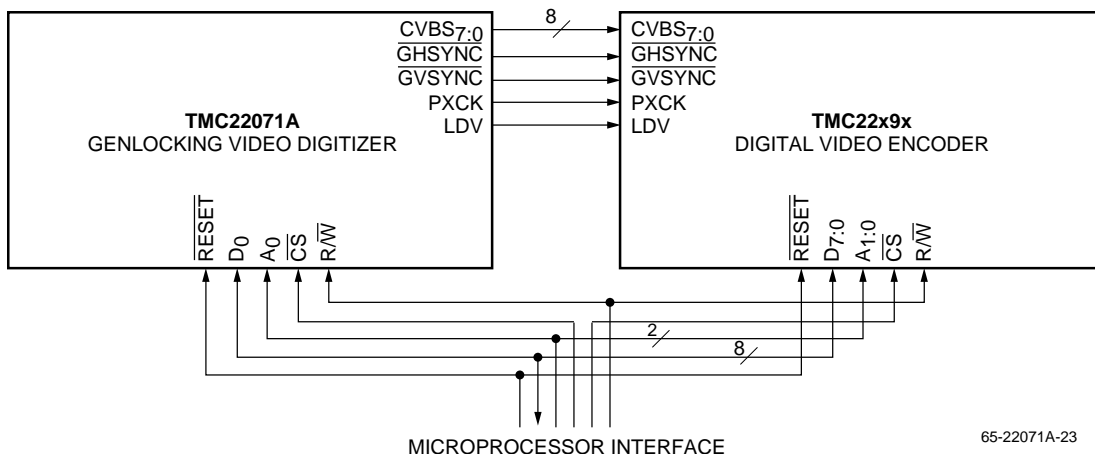 8
CVBS7:0
GHSYNC
GVSYNC
PXCK
LDV
TMC22071A
GENLOCKING VIDEO DIGITIZER
RESET
D0
A0
CS
R/W
CVBS7:0
GHSYNC
GVSYNC
PXCK
LDV
TMC22x9x
DIGITAL VIDEO ENCODER
RESET
D7:0
A1:0
CS
R/W
2
8
MICROPROCESSOR INTERFACE
65-22071A-23